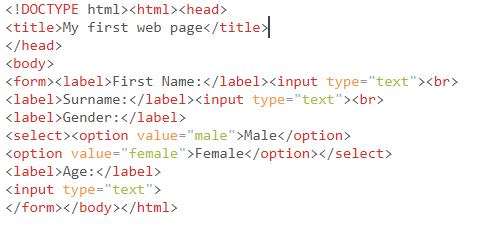 <!DOCTYPE html><html><head>
<title>My first web page</title>
</head>
<body>
<form><label>First Name:</label><input type="text"><br>
<label>Surname:</label><input type="text"><br>
<label>Gender:</label>
<select><option value="male">Male</option>
<option value="female">Female</option></select>
<label>Age:</label>
<input type="text">
</form></body></html>